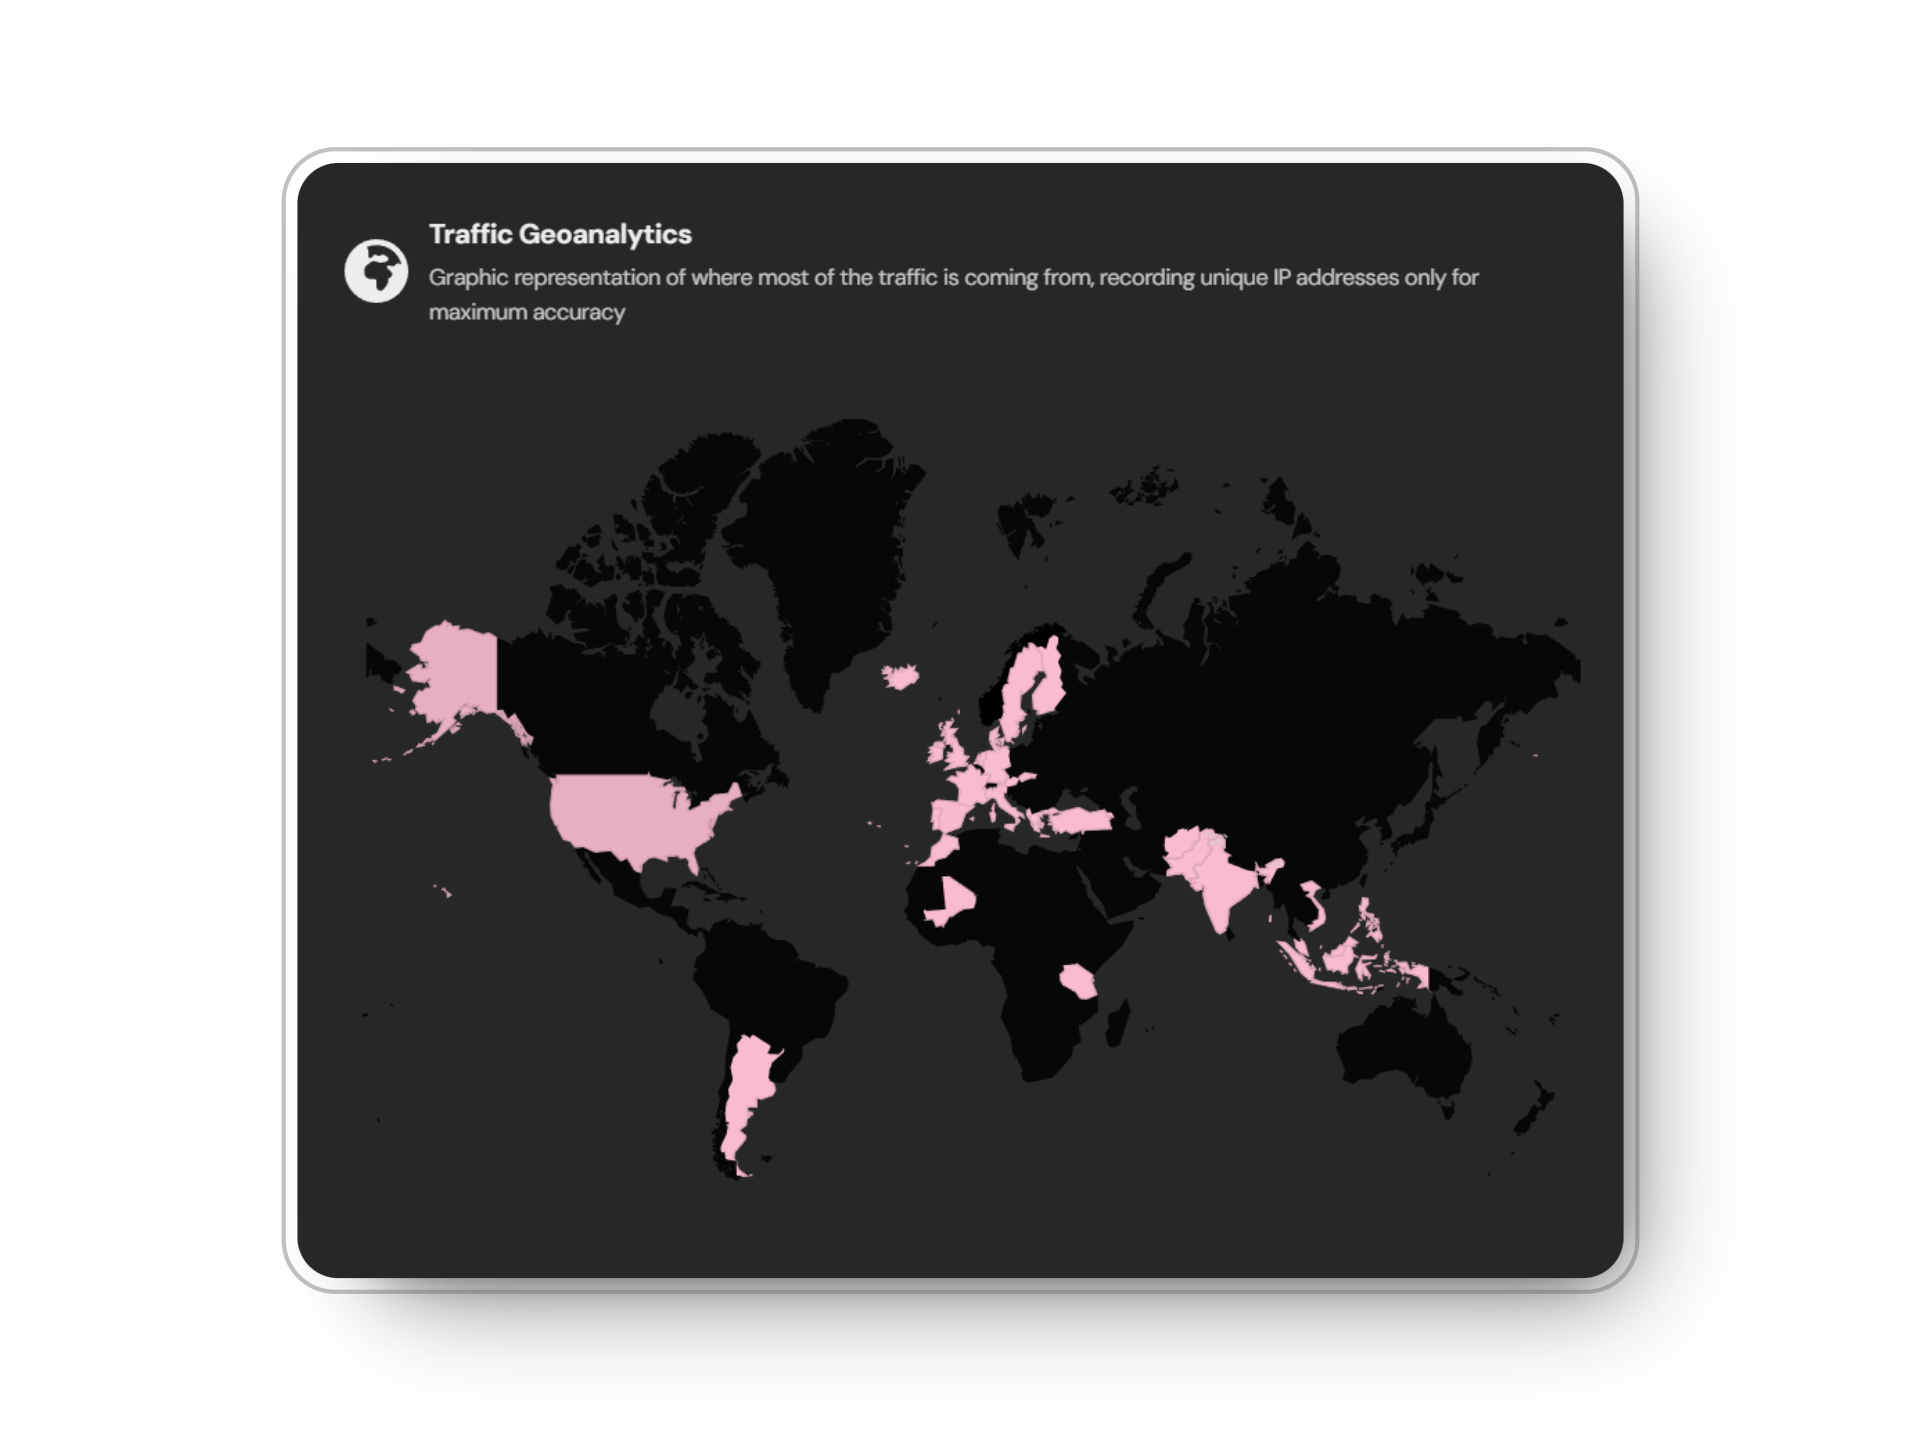 Traffic Geoanalytics
Graphic representation of where most of the traffic is coming from, recording unique IP addresses only for
maximum accuracy